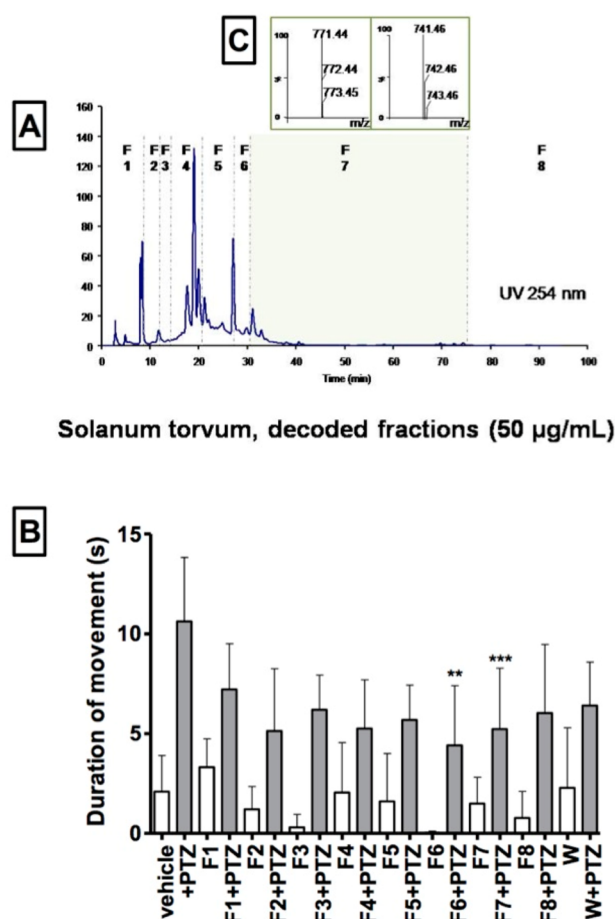 C
100
771.44
772.44
773.45
0
m/z
100
741.46
742.46
743.46
0
m/z
A
160
140
120
100
80
60
40
20
0
F 1
F 2
F 3
F 4
F 5
F 6
F 7
F 8
UV 254 nm
0 10 20 30 40 50 60 70 80 90 100
Time (min)
Solanum torvum, decoded fractions (50 µg/mL)
B
Duration of movement (s)
15
10
5
0
**
***
vehicle
+PTZ
F1
F1+PTZ
F2
F2+PTZ
F3
F3+PTZ
F4
F4+PTZ
F5
F5+PTZ
F6
F6+PTZ
F7
F7+PTZ
F8
F8+PTZ
W
W+PTZ